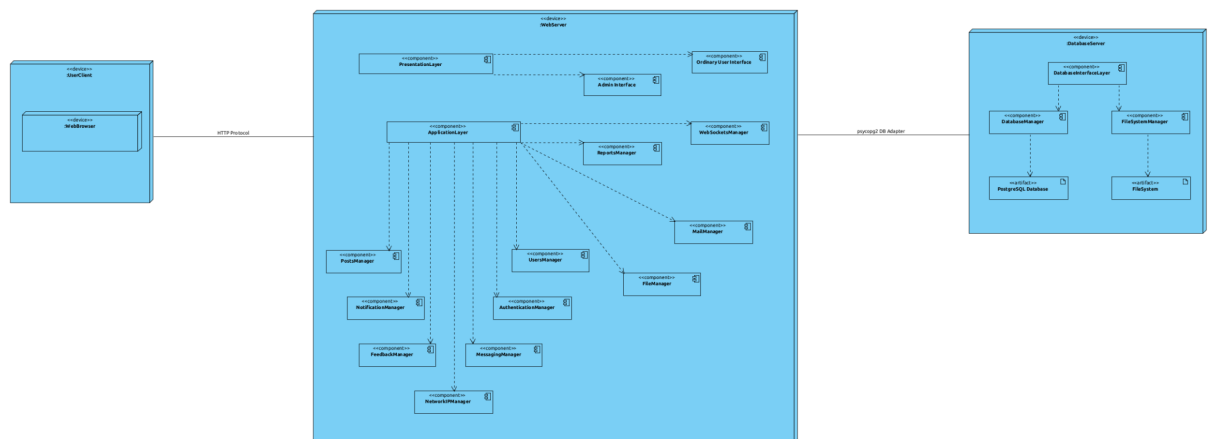 <<device>>
:UserClient
<<device>>
:WebBrowser
HTTP Protocol
<<device>>
:WebServer
<<component>>
PresentationLayer
<<component>>
Ordinary User Interface
<<component>>
Admin Interface
<<component>>
ApplicationLayer
<<component>>
WebSocketsManager
<<component>>
ReportsManager
<<component>>
MailManager
<<component>>
PostsManager
<<component>>
UsersManager
<<component>>
FileManager
<<component>>
NotificationManager
<<component>>
AuthenticationManager
<<component>>
FeedbackManager
<<component>>
MessagingManager
<<component>>
NetworkIPManager
psycopg2 DB Adapter
<<device>>
:DatabaseServer
<<component>>
DatabaseInterfaceLayer
<<component>>
DatabaseManager
<<component>>
FileSystemManager
<<artifact>>
PostgreSQL Database
<<artifact>>
FileSystem